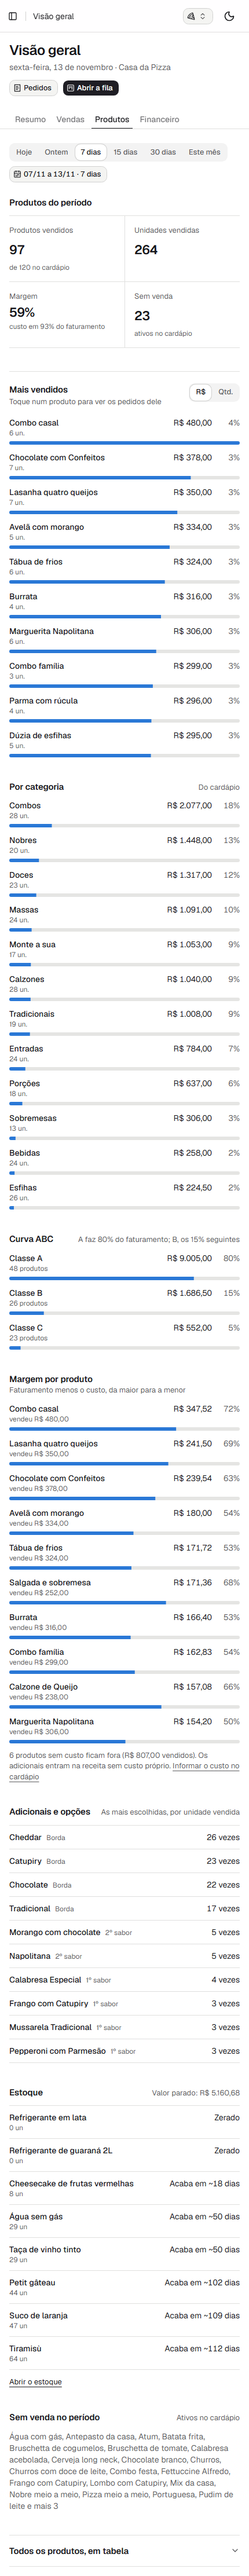 Visão geral
Visão geral
sexta-feira, 13 de novembro · Casa da Pizza
Pedidos
Abrir a fila
Resumo Vendas Produtos Financeiro
Hoje Ontem 7 dias 15 dias 30 dias Este mês
07/11 a 13/11 · 7 dias
Produtos do período
Produtos vendidos
97
de 120 no cardápio
Unidades vendidas
264
Margem
59%
custo em 93% do faturamento
Sem venda
23
ativos no cardápio
Mais vendidos
Toque num produto para ver os pedidos dele
R$ Qtd.
Combo casal R$ 480,00 4%
6 un.
Chocolate com Confeitos R$ 378,00 3%
7 un.
Lasanha quatro queijos R$ 350,00 3%
7 un.
Avelã com morango R$ 334,00 3%
5 un.
Tábua de frios R$ 324,00 3%
6 un.
Burrata R$ 316,00 3%
4 un.
Marguerita Napolitana R$ 306,00 3%
6 un.
Combo família R$ 299,00 3%
3 un.
Parma com rúcula R$ 296,00 3%
4 un.
Dúzia de esfihas R$ 295,00 3%
5 un.
Por categoria Do cardápio
Combos R$ 2.077,00 18%
28 un.
Nobres R$ 1.448,00 13%
20 un.
Doces R$ 1.317,00 12%
23 un.
Massas R$ 1.091,00 10%
24 un.
Monte a sua R$ 1.053,00 9%
17 un.
Calzones R$ 1.040,00 9%
28 un.
Tradicionais R$ 1.008,00 9%
19 un.
Entradas R$ 784,00 7%
24 un.
Porções R$ 637,00 6%
18 un.
Sobremesas R$ 306,00 3%
13 un.
Bebidas R$ 258,00 2%
24 un.
Esfihas R$ 224,50 2%
26 un.
Curva ABC A faz 80% do faturamento; B, os 15% seguintes
Classe A R$ 9.005,00 80%
48 produtos
Classe B R$ 1.686,50 15%
26 produtos
Classe C R$ 552,00 5%
23 produtos
Margem por produto
Faturamento menos o custo, da maior para a menor
Combo casal R$ 347,52 72%
vendeu R$ 480,00
Lasanha quatro queijos R$ 241,50 69%
vendeu R$ 350,00
Chocolate com Confeitos R$ 239,54 63%
vendeu R$ 378,00
Avelã com morango R$ 180,00 54%
vendeu R$ 334,00
Tábua de frios R$ 171,72 53%
vendeu R$ 324,00
Salgada e sobremesa R$ 171,36 68%
vendeu R$ 252,00
Burrata R$ 166,40 53%
vendeu R$ 316,00
Combo família R$ 162,83 54%
vendeu R$ 299,00
Calzone de Queijo R$ 157,08 66%
vendeu R$ 238,00
Marguerita Napolitana R$ 154,20 50%
vendeu R$ 306,00
6 produtos sem custo ficam fora (R$ 807,00 vendidos). Os
adicionais entram na receita sem custo próprio. Informar o custo no
cardápio
Adicionais e opções As mais escolhidas, por unidade vendida
Cheddar Borda 26 vezes
Catupiry Borda 23 vezes
Chocolate Borda 22 vezes
Tradicional Borda 17 vezes
Morango com chocolate 2º sabor 5 vezes
Napolitana 2º sabor 5 vezes
Calabresa Especial 1º sabor 4 vezes
Frango com Catupiry 1º sabor 3 vezes
Mussarela Tradicional 1º sabor 3 vezes
Pepperoni com Parmesão 1º sabor 3 vezes
Estoque Valor parado: R$ 5.160,68
Refrigerante em lata Zerado
0 un
Refrigerante de guaraná 2L Zerado
0 un
Cheesecake de frutas vermelhas Acaba em ~18 dias
8 un
Água sem gás Acaba em ~50 dias
29 un
Taça de vinho tinto Acaba em ~50 dias
29 un
Petit gâteau Acaba em ~102 dias
44 un
Suco de laranja Acaba em ~109 dias
47 un
Tiramisù Acaba em ~112 dias
64 un
Abrir o estoque
Sem venda no período Ativos no cardápio
Água com gás, Antepasto da casa, Atum, Batata frita,
Bruschetta de cogumelos, Bruschetta de tomate, Calabresa
acebolada, Cerveja long neck, Chocolate branco, Churros,
Churros com doce de leite, Combo festa, Fettuccine Alfredo,
Frango com Catupiry, Lombo com Catupiry, Mix da casa,
Nobre meio a meio, Pizza meio a meio, Portuguesa, Pudim de
leite e mais 3
Todos os produtos, em tabela